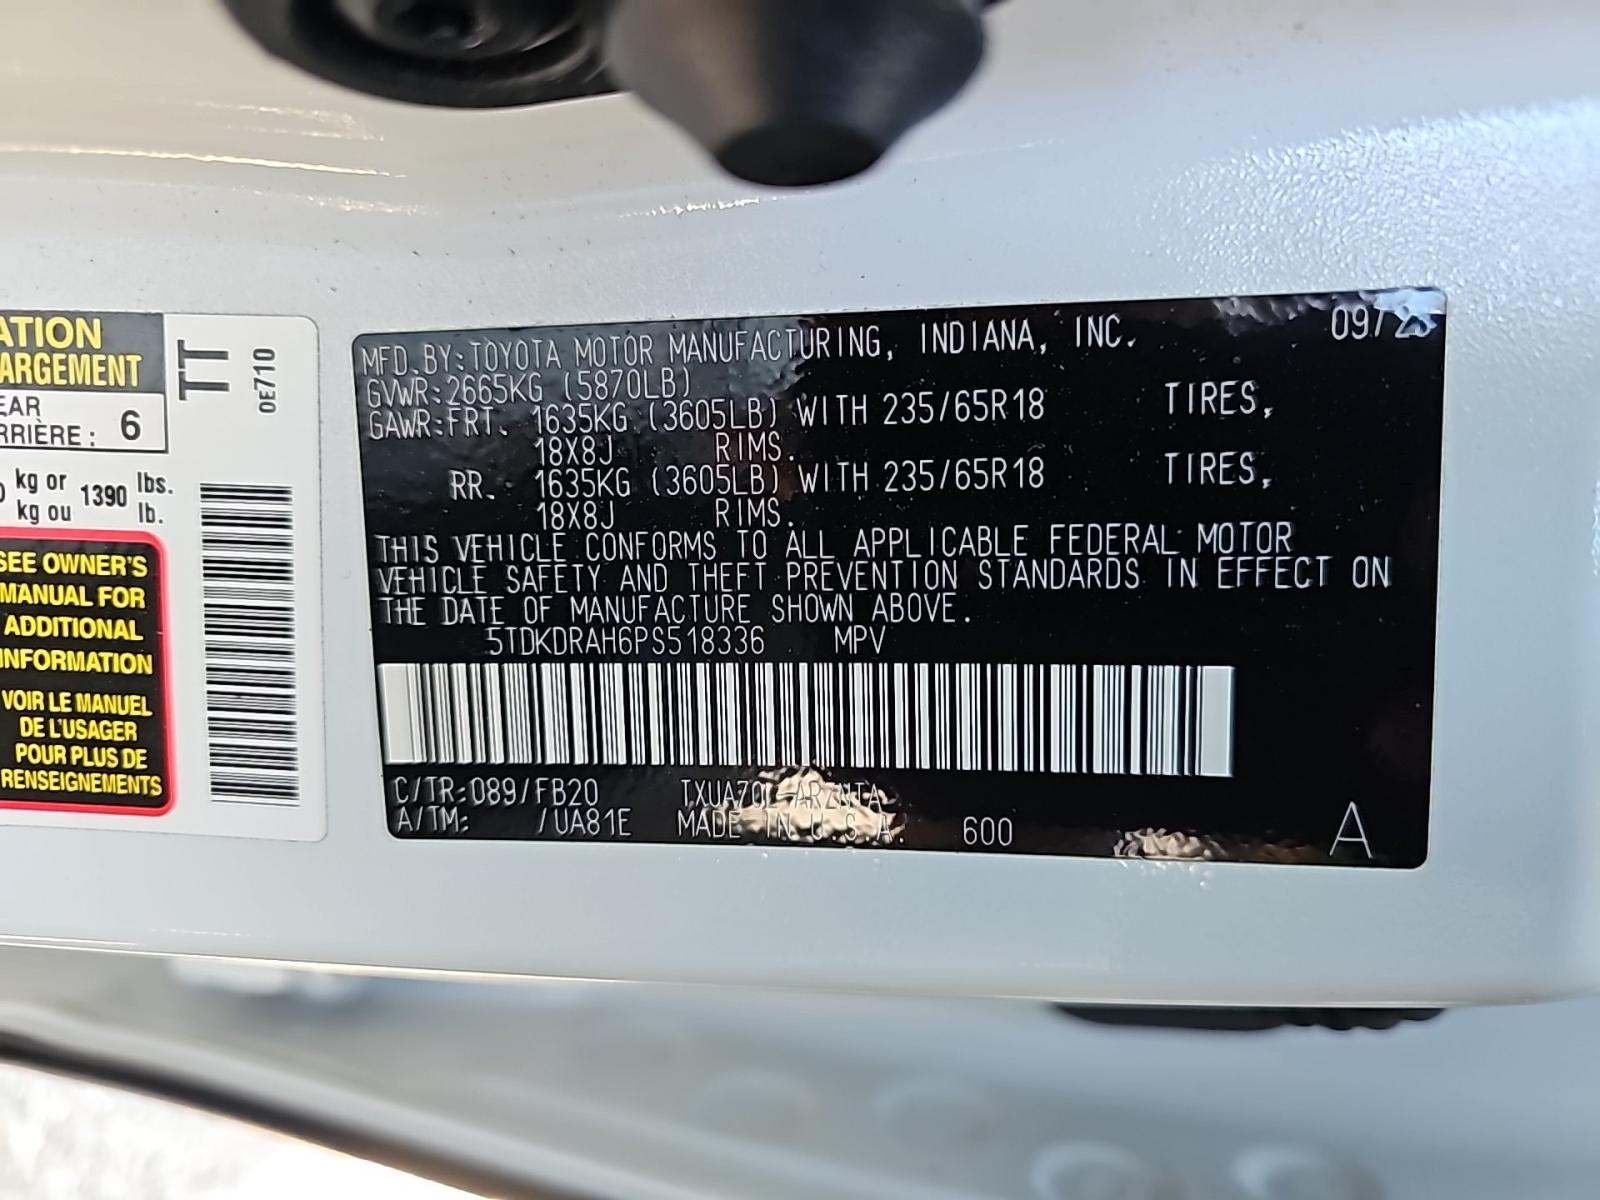 ATION
ARGEMENT
EAR
RRIÈRE : 6
kg or 1390 lbs.
kg ou lb.
SEE OWNER'S
MANUAL FOR
ADDITIONAL
INFORMATION
VOIR LE MANUEL
DE L'USAGER
POUR PLUS DE
RENSEIGNEMENTS
TT
0E710
MFD.BY:TOYOTA MOTOR MANUFACTURING, INDIANA, INC.
GVWR:2665KG (5870LB)
GAWR:FRT. 1635KG (3605LB) WITH 235/65R18 TIRES,
18X8J RIMS.
RR. 1635KG (3605LB) WITH 235/65R18 TIRES,
18X8J RIMS.
THIS VEHICLE CONFORMS TO ALL APPLICABLE FEDERAL MOTOR
VEHICLE SAFETY AND THEFT PREVENTION STANDARDS IN EFFECT ON
THE DATE OF MANUFACTURE SHOWN ABOVE.
5TDKDRAH6PS518336 MPV
C/TR:089/FB20
A/TM: /UA81E MADE IN U.S.A. 600
A